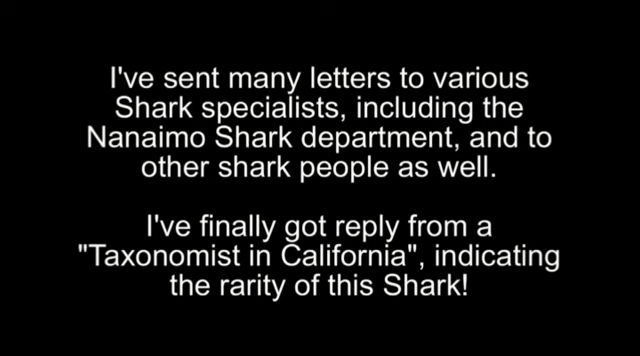 I've sent many letters to various
Shark specialists, including the
Nanaimo Shark department, and to
other shark people as well.
I've finally got reply from a
"Taxonomist in California", indicating
the rarity of this Shark!